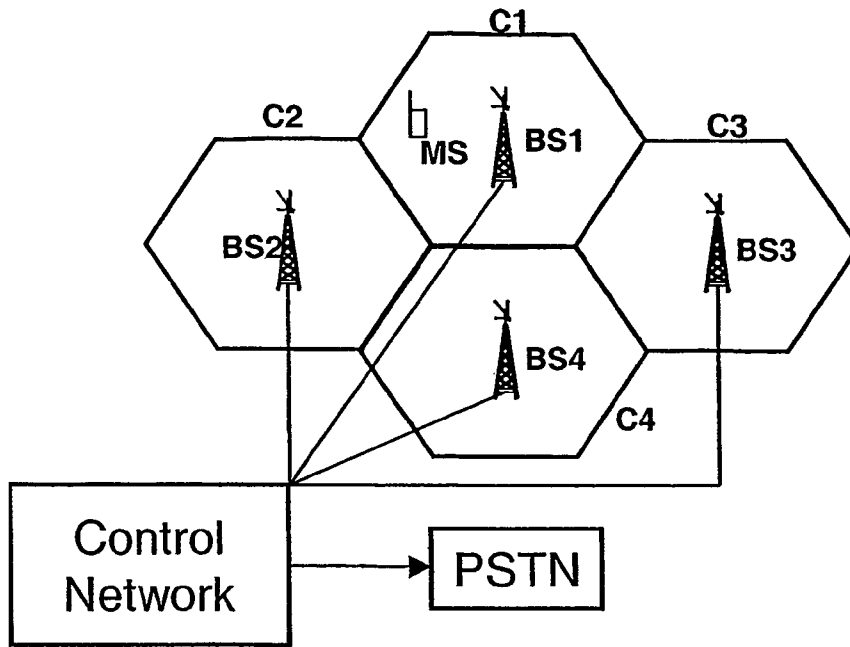 C1
C2
C3
MS
BS1
BS2
BS3
BS4
C4
Control
Network
PSTN